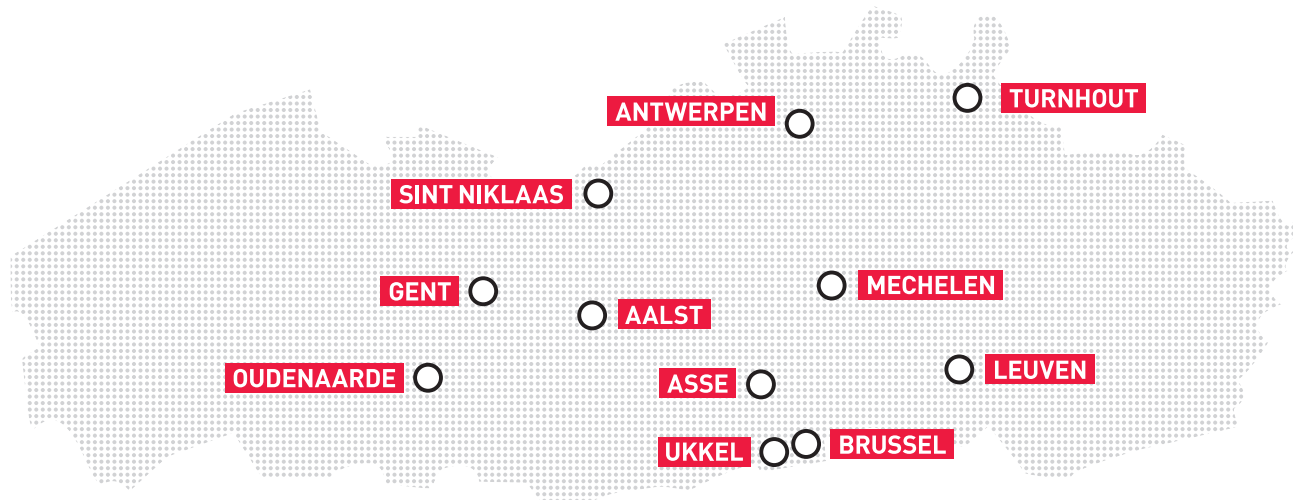 TURNHOUT
ANTWERPEN
SINT NIKLAAS
MECHELEN
GENT
AALST
LEUVEN
OUDENAARDE
ASSE
BRUSSEL
UKKEL